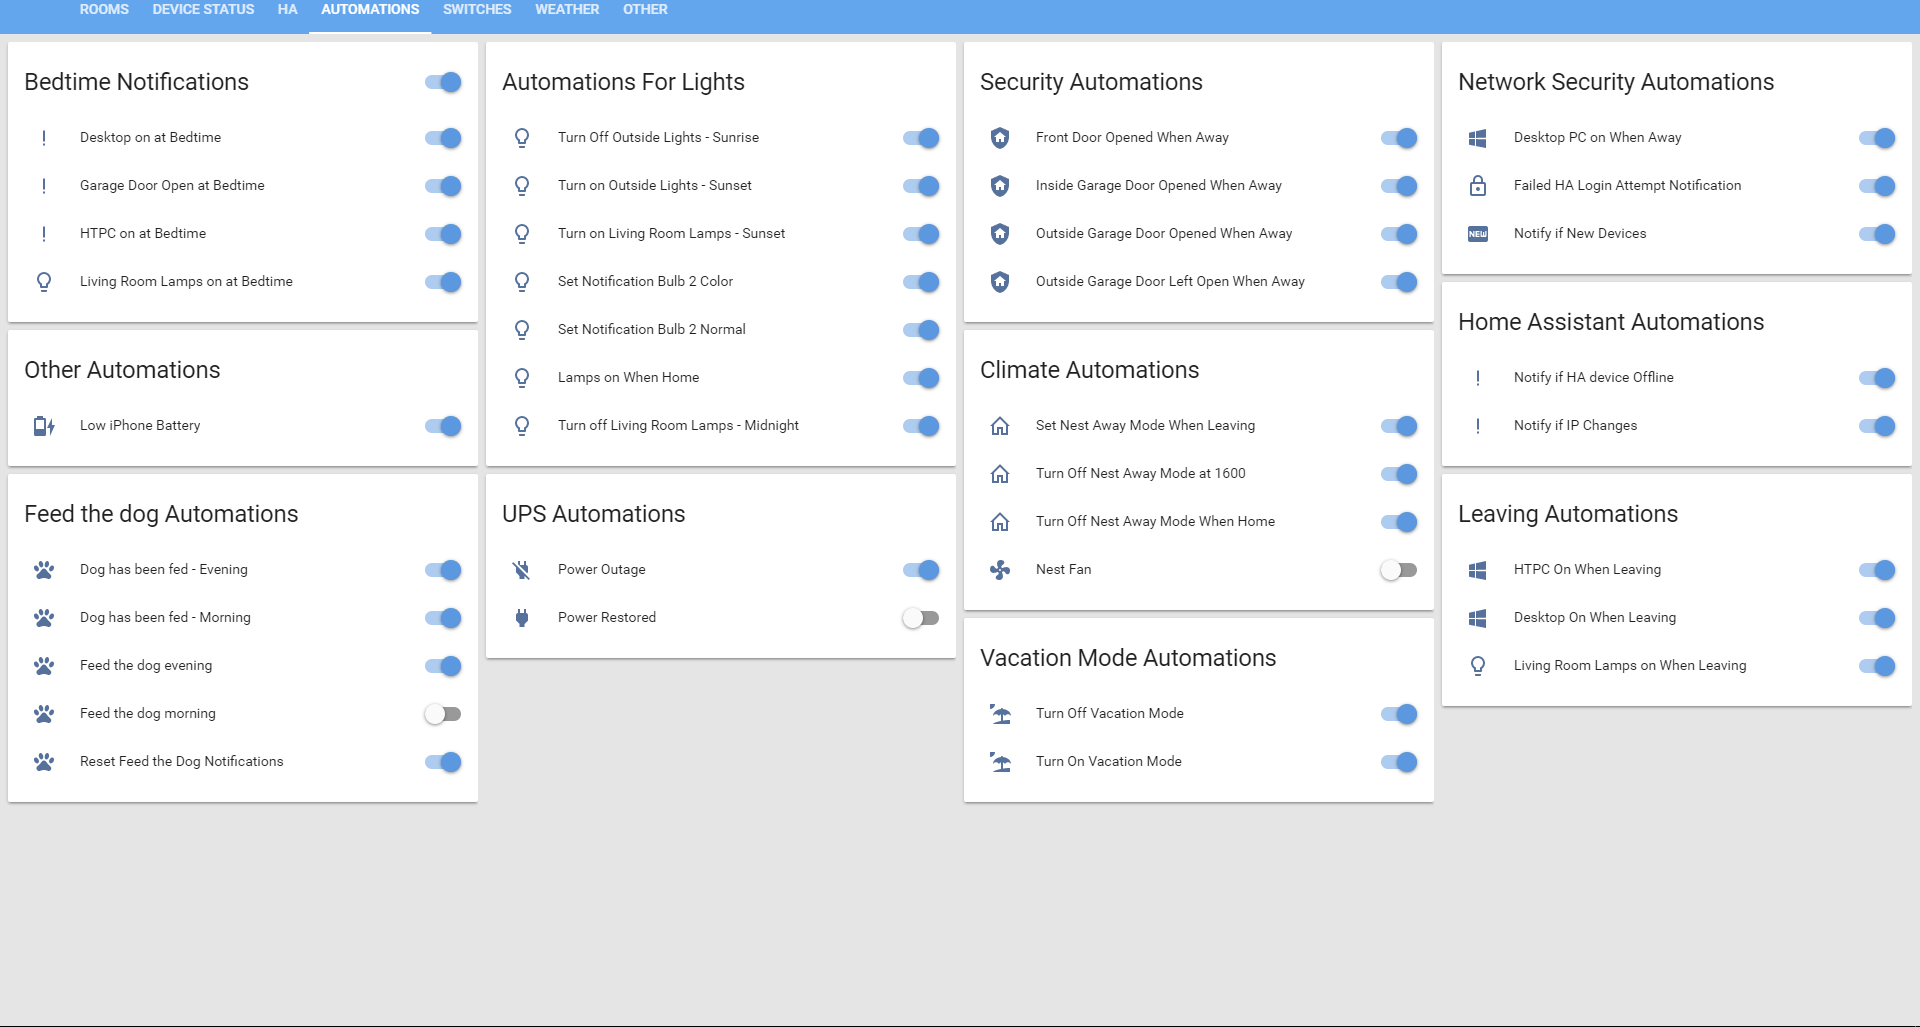 ROOMS DEVICE STATUS HA AUTOMATIONS SWITCHES WEATHER OTHER
Bedtime Notifications
Desktop on at Bedtime
Garage Door Open at Bedtime
HTPC on at Bedtime
Living Room Lamps on at Bedtime
Other Automations
Low iPhone Battery
Feed the dog Automations
Dog has been fed - Evening
Dog has been fed - Morning
Feed the dog evening
Feed the dog morning
Reset Feed the Dog Notifications
Automations For Lights
Turn Off Outside Lights - Sunrise
Turn on Outside Lights - Sunset
Turn on Living Room Lamps - Sunset
Set Notification Bulb 2 Color
Set Notification Bulb 2 Normal
Lamps on When Home
Turn off Living Room Lamps - Midnight
UPS Automations
Power Outage
Power Restored
Security Automations
Front Door Opened When Away
Inside Garage Door Opened When Away
Outside Garage Door Opened When Away
Outside Garage Door Left Open When Away
Climate Automations
Set Nest Away Mode When Leaving
Turn Off Nest Away Mode at 1600
Turn Off Nest Away Mode When Home
Nest Fan
Vacation Mode Automations
Turn Off Vacation Mode
Turn On Vacation Mode
Network Security Automations
Desktop PC on When Away
Failed HA Login Attempt Notification
NEW Notify if New Devices
Home Assistant Automations
Notify if HA device Offline
Notify if IP Changes
Leaving Automations
HTPC On When Leaving
Desktop On When Leaving
Living Room Lamps on When Leaving